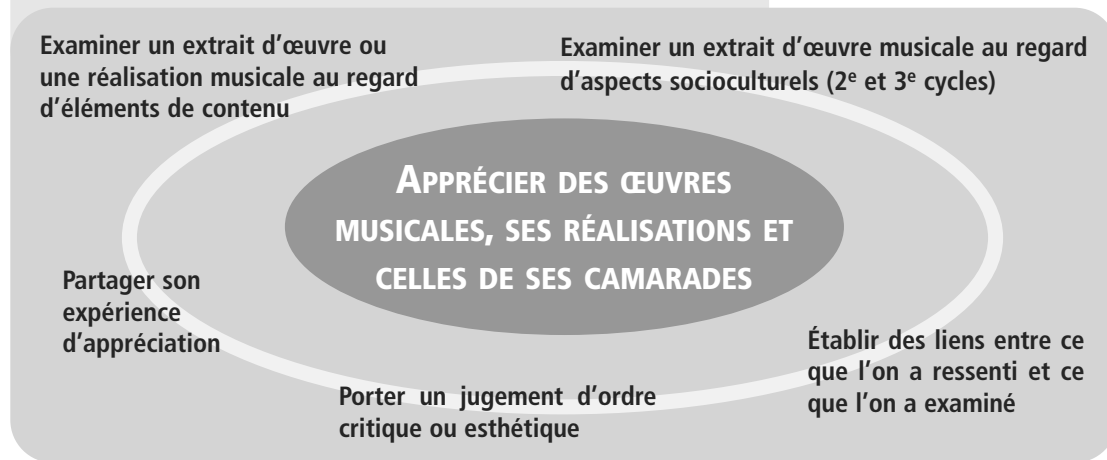 Examiner un extrait d’œuvre ou
une réalisation musicale au regard
d’éléments de contenu
Examiner un extrait d’œuvre musicale au regard
d’aspects socioculturels (2e et 3e cycles)
APPRÉCIER DES ŒUVRES
MUSICALES, SES RÉALISATIONS ET
CELLES DE SES CAMARADES
Partager son
expérience
d’appréciation
Établir des liens entre ce
que l’on a ressenti et ce
que l’on a examiné
Porter un jugement d’ordre
critique ou esthétique